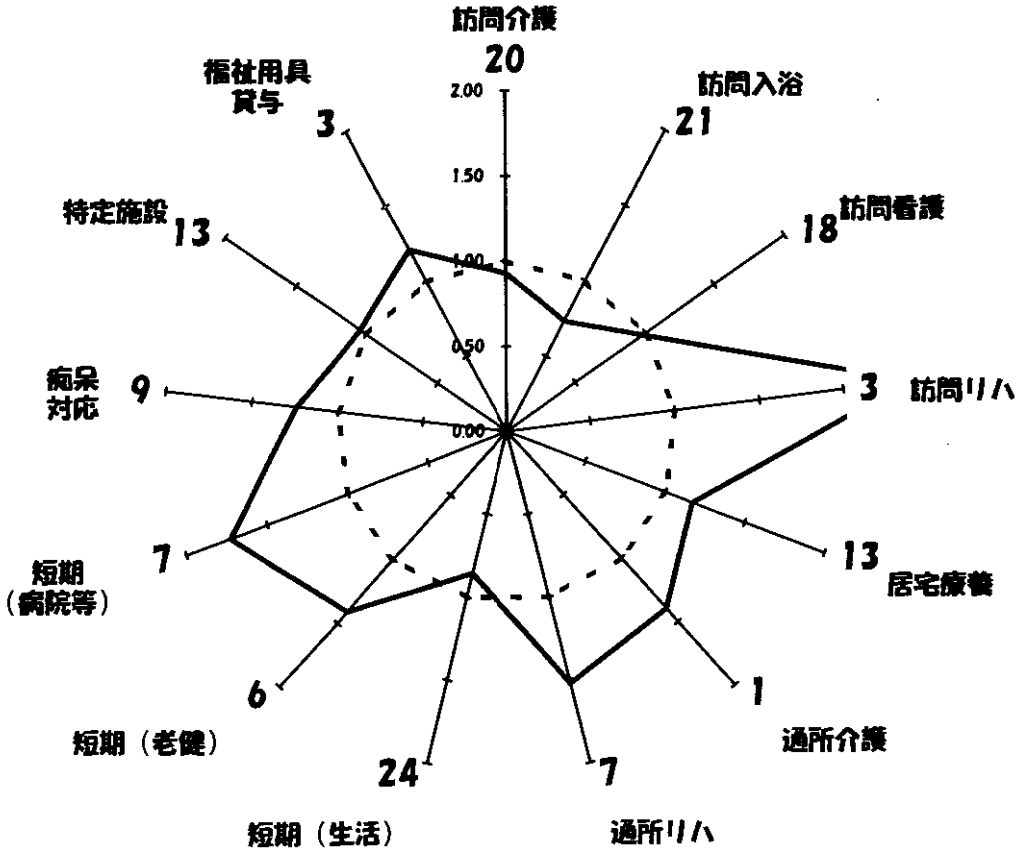 訪問介護
20
訪問入浴
21
訪問看護
18
3 訪問リハ
13
居宅療養
1
通所介護
7
通所リハ
24
短期（生活）
6
短期（老健）
7
短期
（病院等）
9
痴呆
対応
特定施設 13
福祉用具
貸与
3
2.00
1.50
1.00
0.50
0.00